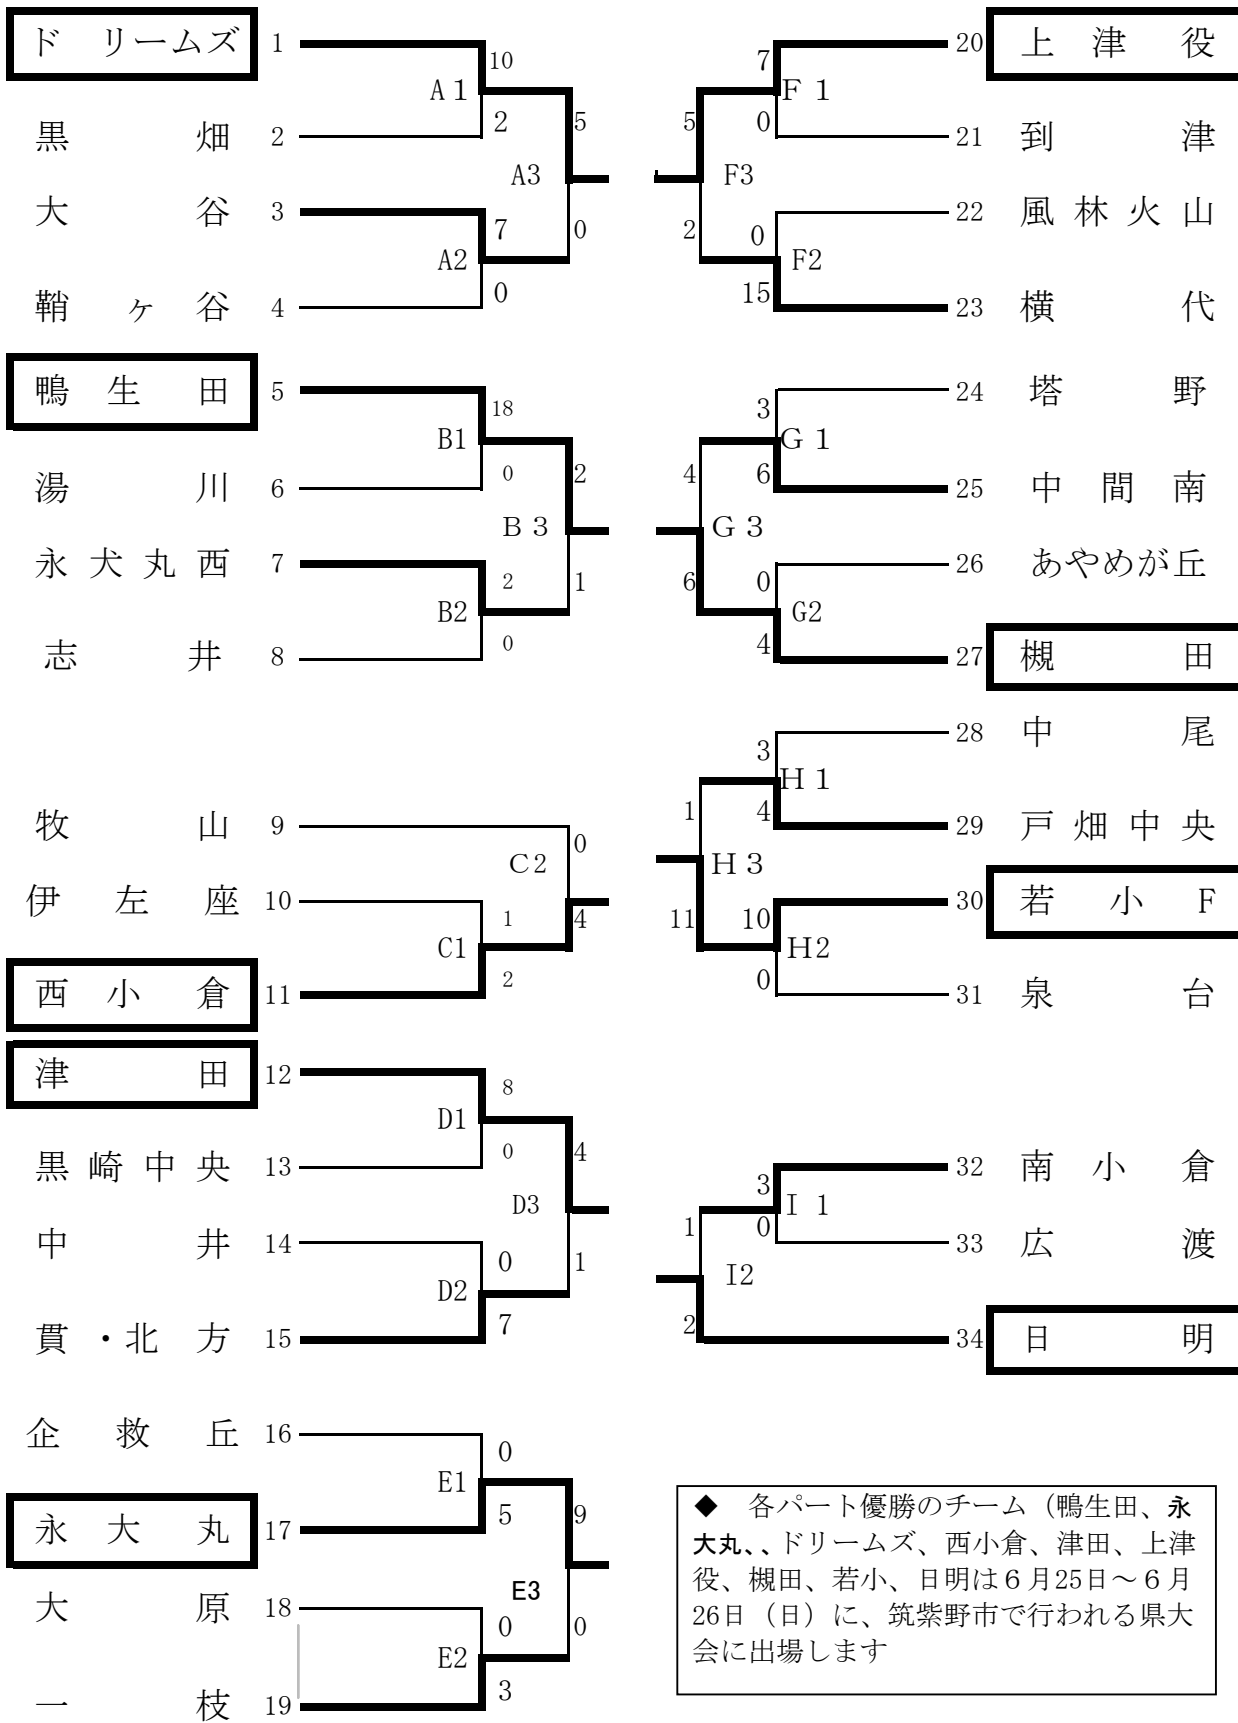 ドリームズ 1
10
A1
2
黒畑 2
5
A3
大谷 3
7
0
A2
0
鞘ヶ谷 4
鴨生田 5
18
B1
0
湯川 6
2
B3
永犬丸西 7
2
1
B2
0
志井 8
牧山 9
0
C2
伊左座 10
1
4
C1
2
西小倉 11
津田 12
8
D1
0
黒崎中央 13
4
D3
中井 14
0
1
D2
7
貫・北方 15
企救丘 16
0
E1
5
永大丸 17
9
E3
大原 18
0
0
E2
3
一枝 19
20 上津役
7
F1
0
21 到津
5
F3
22 風林火山
2
0
F2
15
23 横代
24 塔野
3
G1
6
25 中間南
4
G3
26 あやめが丘
6
0
G2
4
27 槻田
28 中尾
3
H1
4
29 戸畑中央
1
H3
30 若小F
11
10
H2
0
31 泉台
32 南小倉
3
I1
0
33 広渡
1
I2
2
34 日明
◆ 各パート優勝のチーム（鴨生田、永
大丸、、ドリームズ、西小倉、津田、上津
役、槻田、若小、日明は６月25日～６月
26日（日）に、筑紫野市で行われる県大
会に出場します